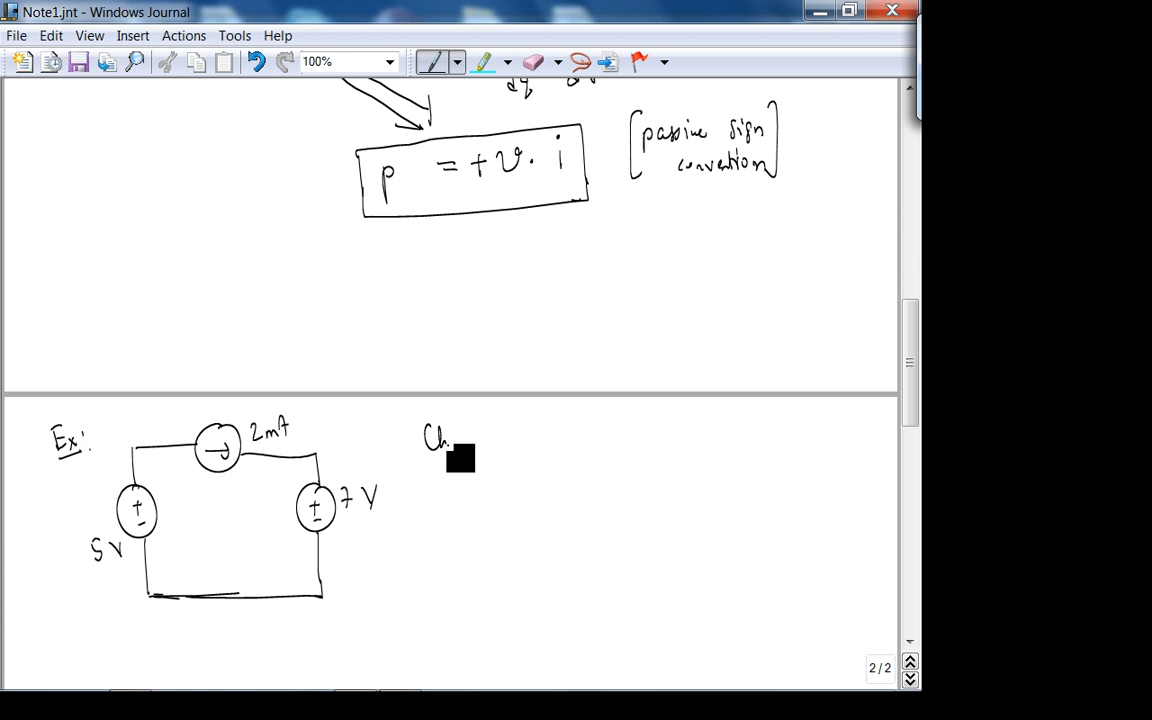 Note1.jnt - Windows Journal
File Edit View Insert Actions Tools Help
100%
p = + v . i
[passive sign
convention]
Ex:
2mA
Ch
7 V
5 V
2 / 2